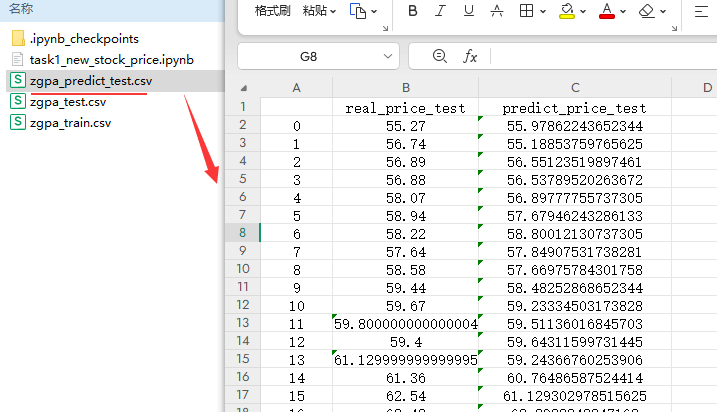 名称
.ipynb_checkpoints
task1_new_stock_price.ipynb
zgpa_predict_test.csv
zgpa_test.csv
zgpa_train.csv
格式刷 粘贴 B I U A A
G8 fx
A B C D
1 real_price_test predict_price_test
2 0 55.27 55.97862243652344
3 1 56.74 55.18853759765625
4 2 56.89 56.55123519897461
5 3 56.88 56.53789520263672
6 4 58.07 56.89777755737305
7 5 58.94 57.67946243286133
8 6 58.22 58.80012130737305
9 7 57.64 57.84907531738281
10 8 58.58 57.66975784301758
11 9 59.44 58.48252868652344
12 10 59.67 59.23334503173828
13 11 59.800000000000004 59.51136016845703
14 12 59.4 59.64311599731445
15 13 61.129999999999995 59.24366760253906
16 14 61.36 60.76486587524414
17 15 62.54 61.129302978515625